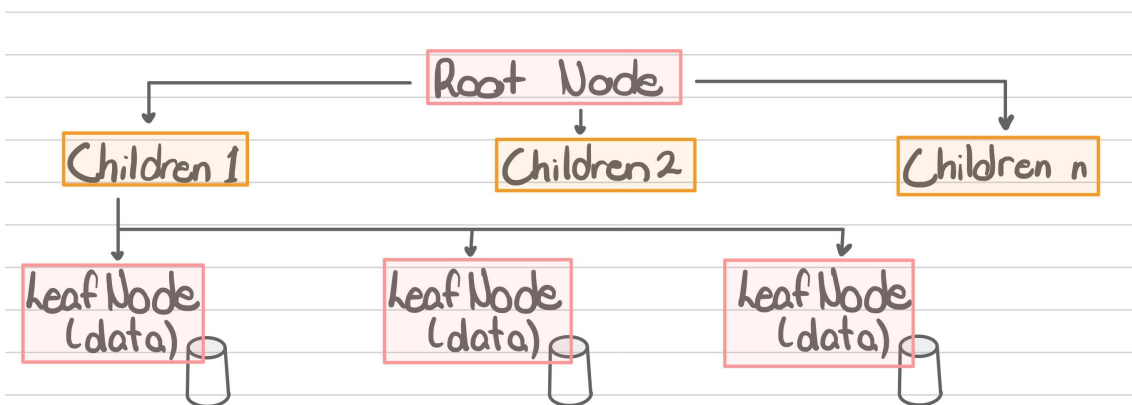 Root Node
Children 1
Children 2
Children n
Leaf Node
(data)
Leaf Node
(data)
Leaf Node
(data)